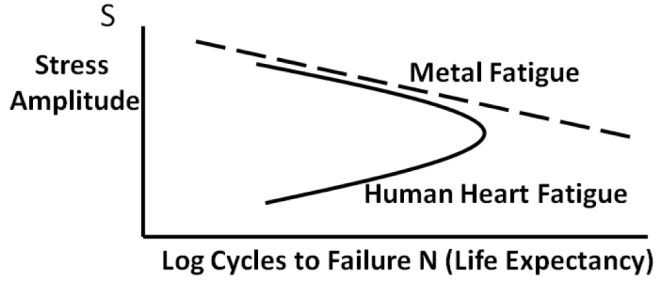 S
Stress
Amplitude
Metal Fatigue
Human Heart Fatigue
Log Cycles to Failure N (Life Expectancy)